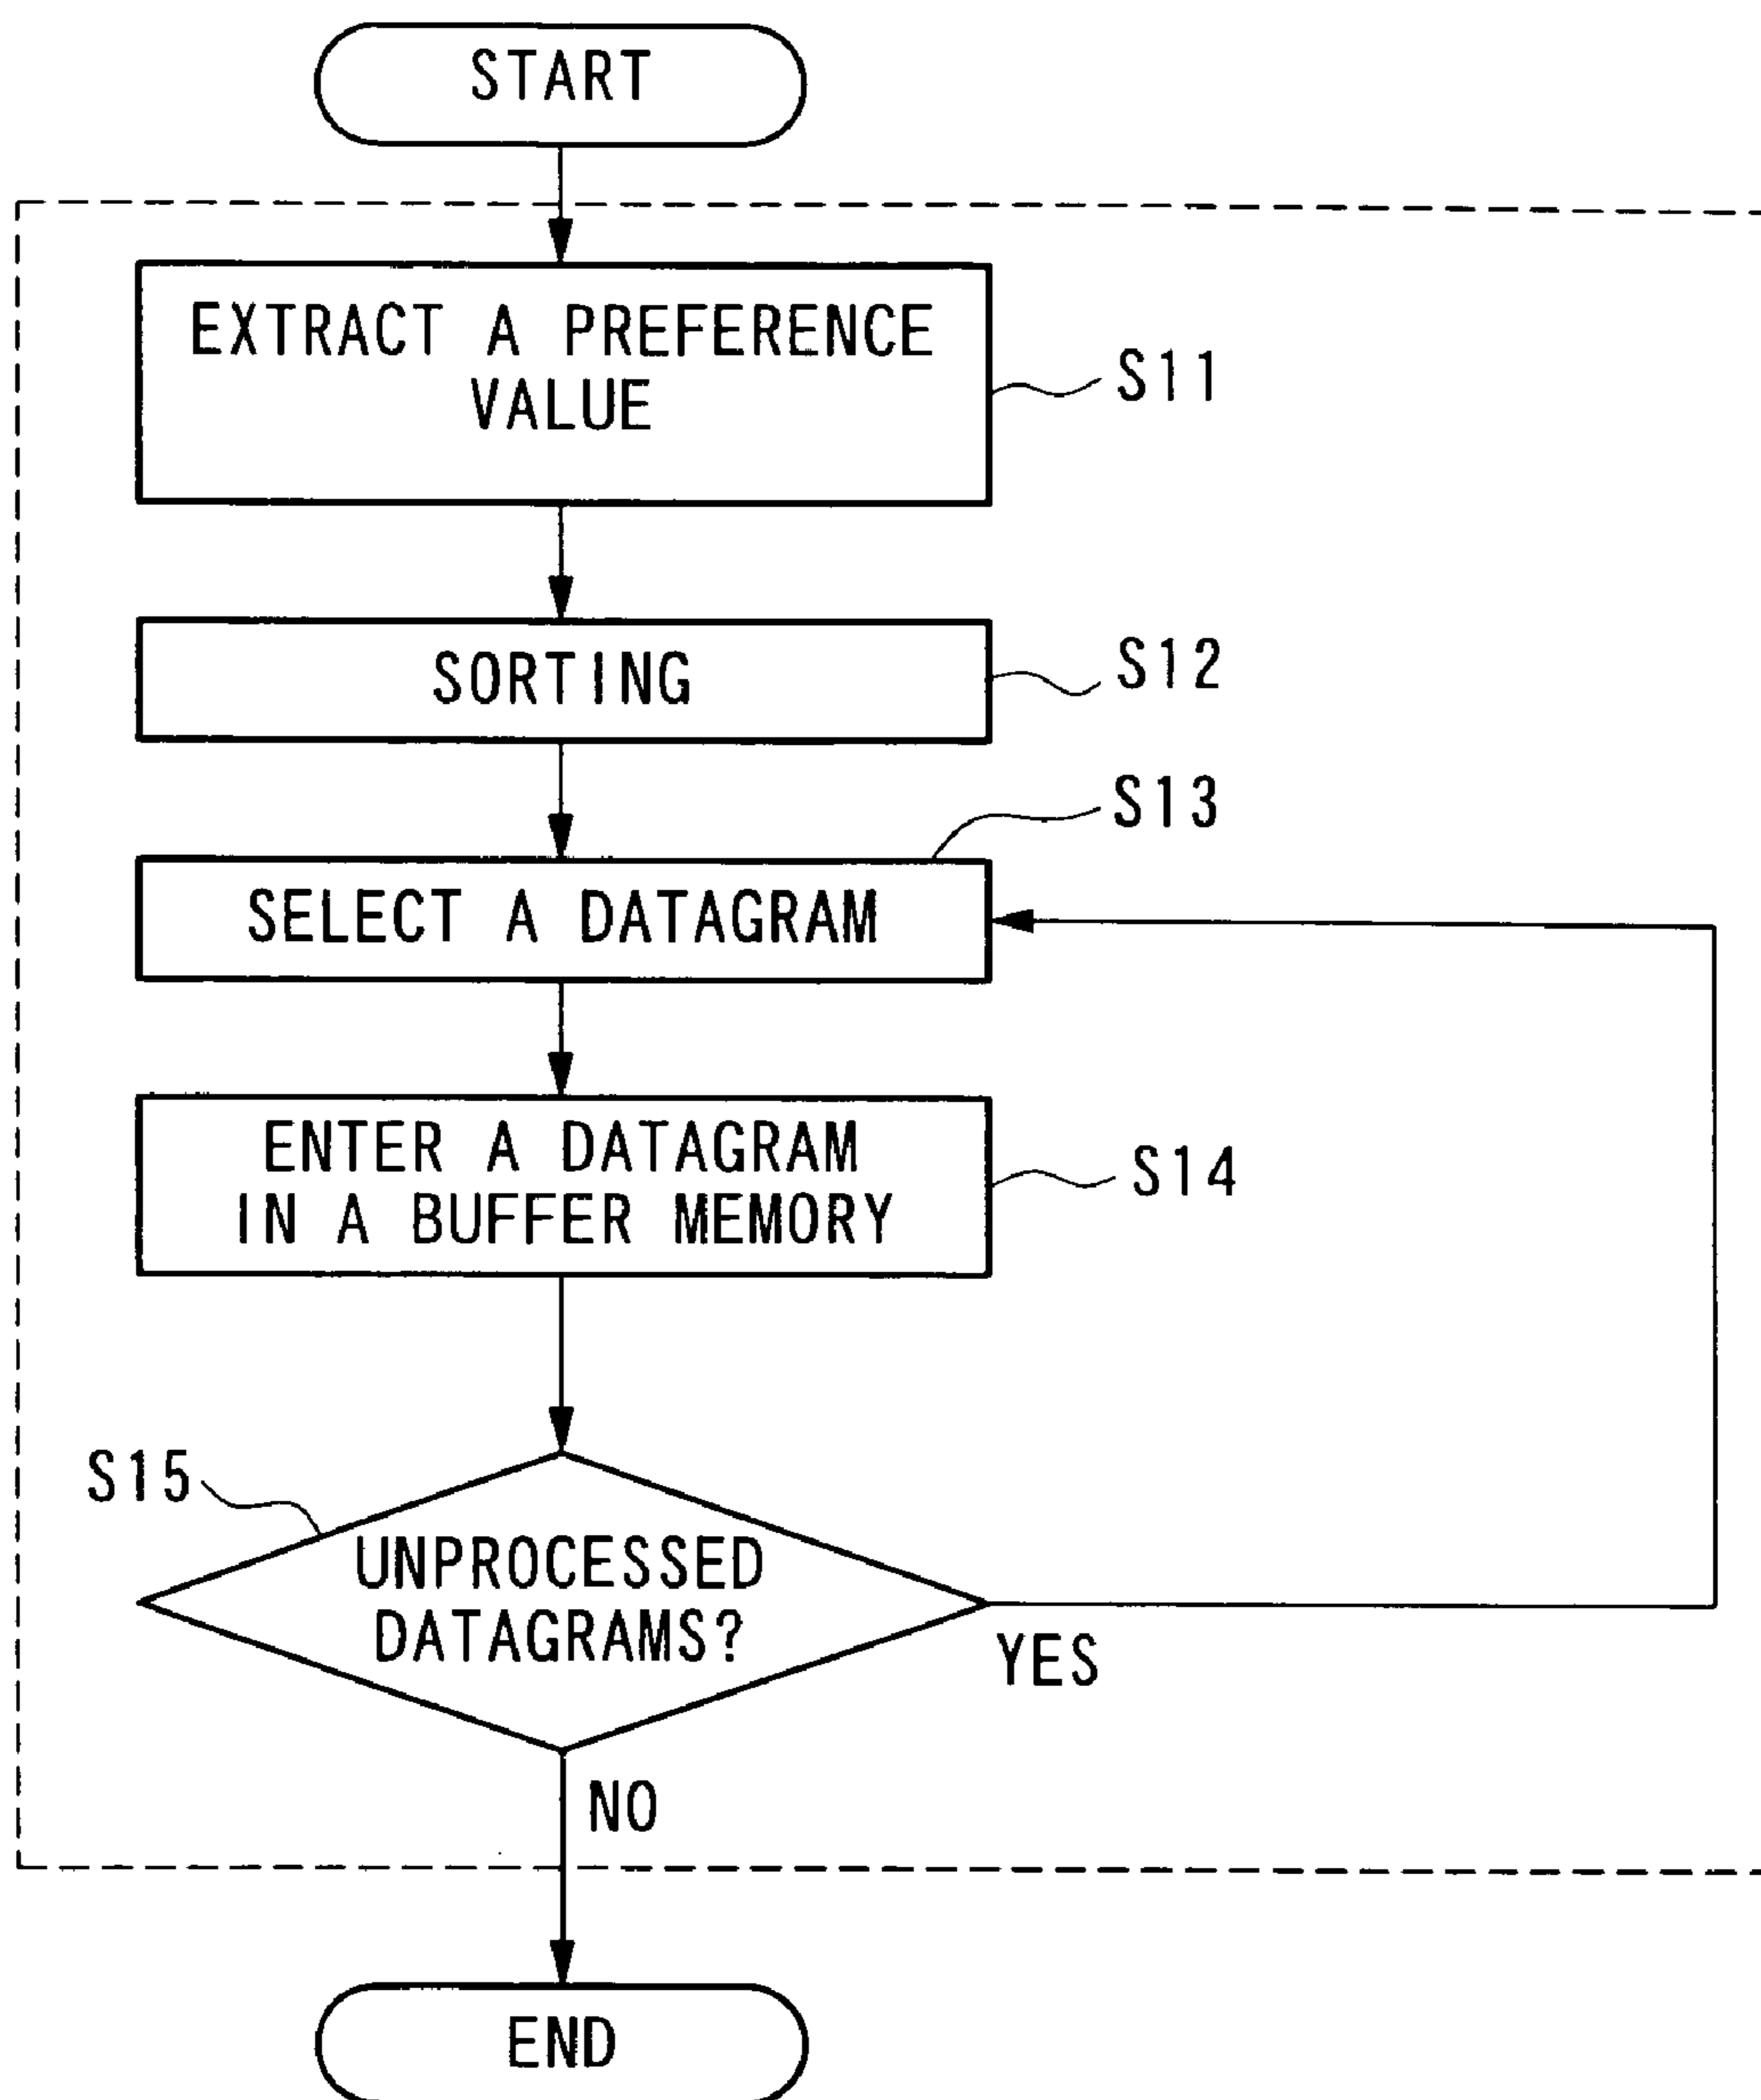 START
EXTRACT A PREFERENCE
VALUE
S11
SORTING
S12
S13
SELECT A DATAGRAM
ENTER A DATAGRAM
IN A BUFFER MEMORY
S14
S15
UNPROCESSED
DATAGRAMS?
YES
NO
END